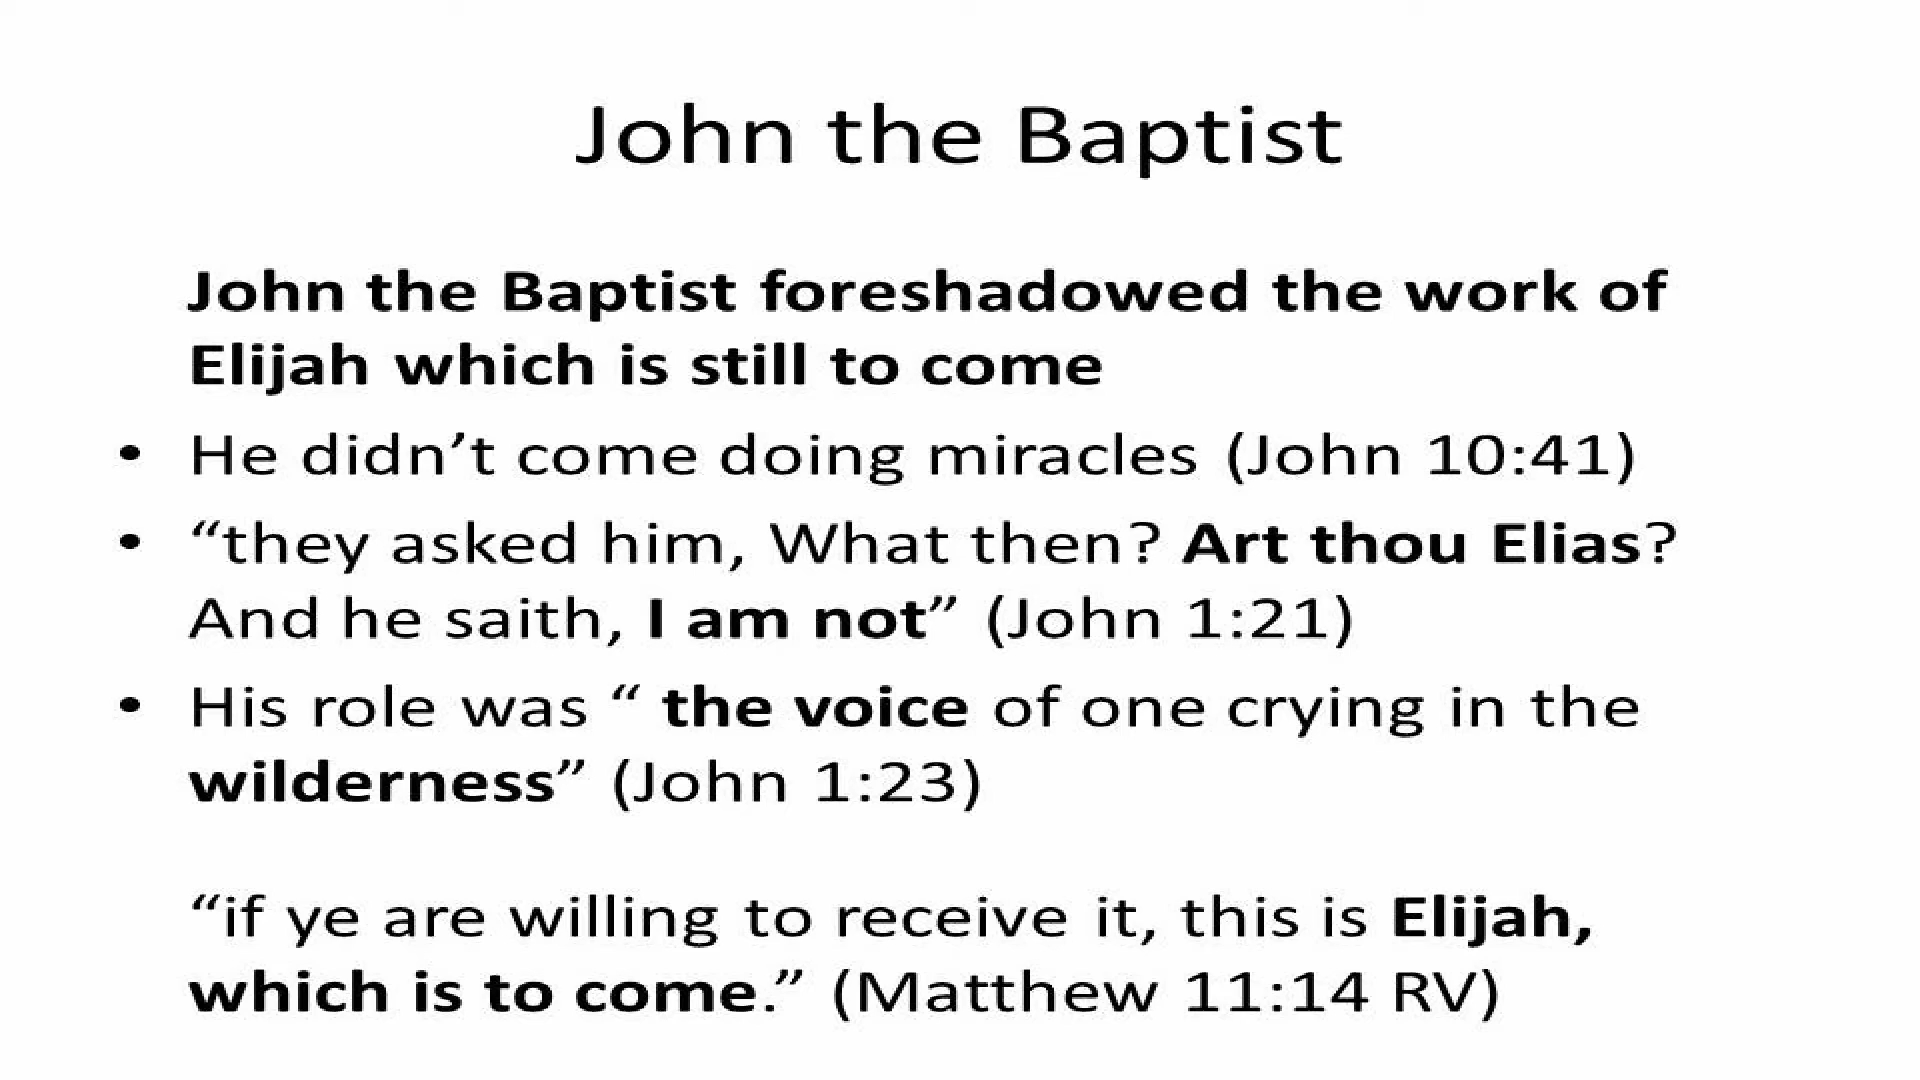 John the Baptist
John the Baptist foreshadowed the work of
Elijah which is still to come
• He didn’t come doing miracles (John 10:41)
• “they asked him, What then? Art thou Elias?
And he saith, I am not” (John 1:21)
• His role was “ the voice of one crying in the
wilderness” (John 1:23)
“if ye are willing to receive it, this is Elijah,
which is to come.” (Matthew 11:14 RV)